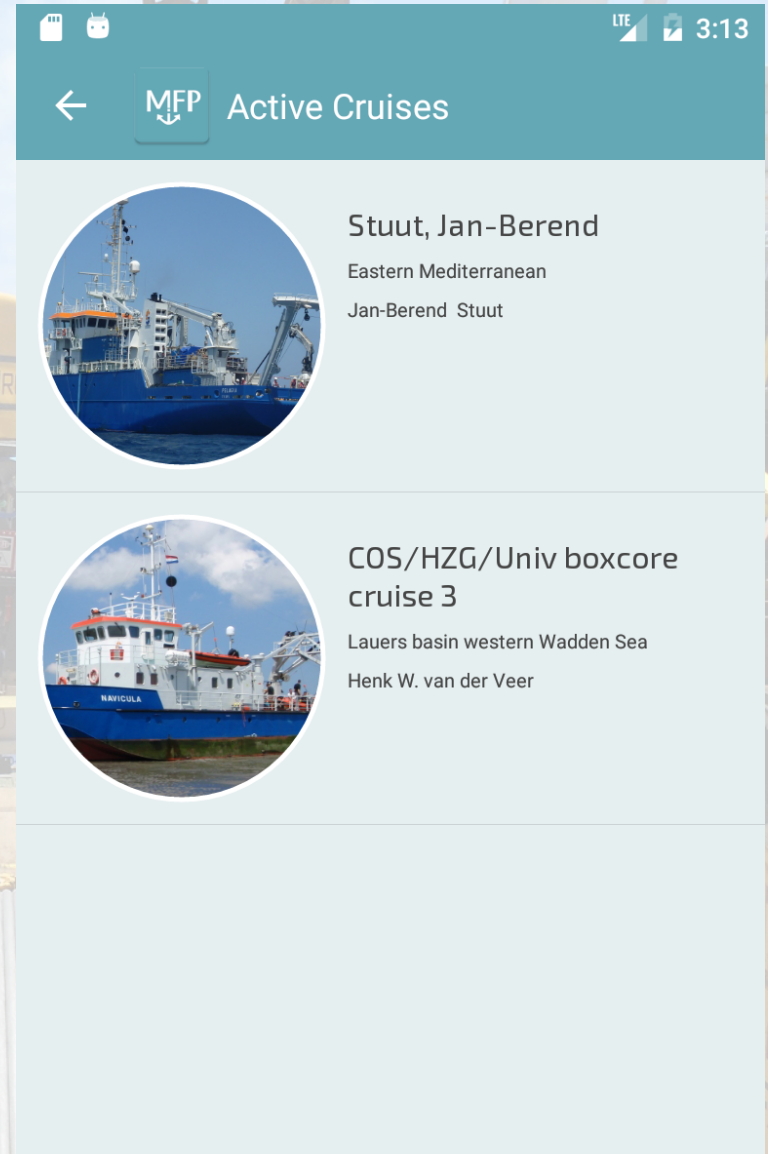 LTE 3:13
MFP Active Cruises
Stuut, Jan-Berend
Eastern Mediterranean
Jan-Berend  Stuut
COS/HZG/Univ boxcore
cruise 3
Lauers basin western Wadden Sea
Henk W. van der Veer
NAVICULA